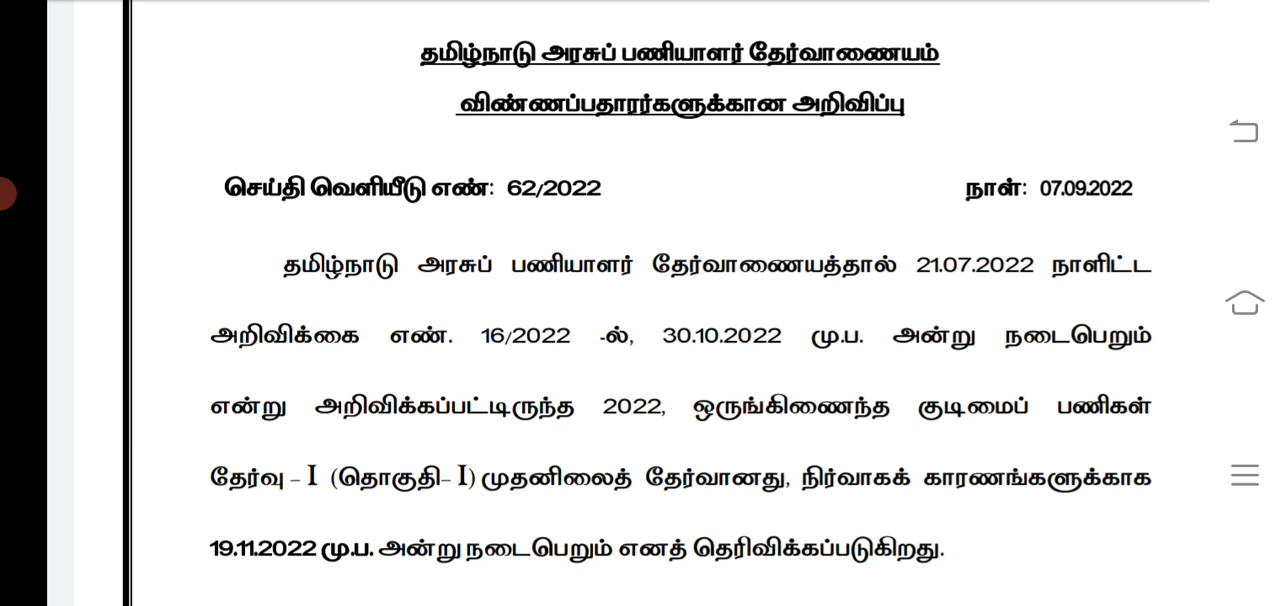 தமிழ்நாடு அரசுப் பணியாளர் தேர்வாணையம்
விண்ணப்பதாரர்களுக்கான அறிவிப்பு
செய்தி வெளியீடு எண்: 62/2022 நாள்: 07.09.2022
தமிழ்நாடு அரசுப் பணியாளர் தேர்வாணையத்தால் 21.07.2022 நாளிட்ட
அறிவிக்கை எண். 16/2022 -ல், 30.10.2022 மு.ப. அன்று நடைபெறும்
என்று அறிவிக்கப்பட்டிருந்த 2022, ஒருங்கிணைந்த குடிமைப் பணிகள்
தேர்வு – I (தொகுதி– I) முதனிலைத் தேர்வானது, நிர்வாகக் காரணங்களுக்காக
19.11.2022 மு.ப. அன்று நடைபெறும் எனத் தெரிவிக்கப்படுகிறது.